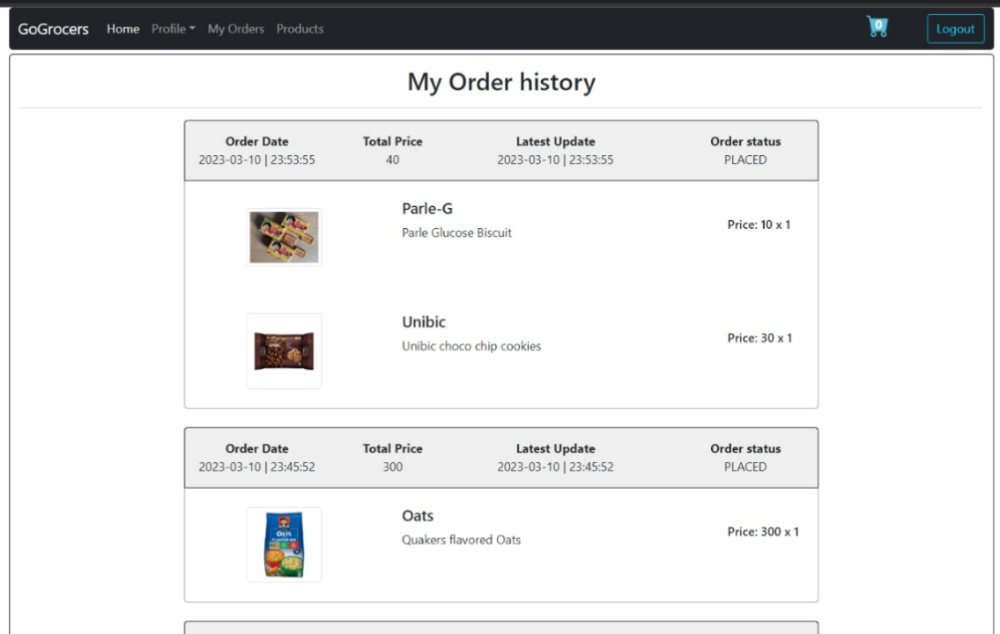 GoGrocers Home Profile My Orders Products 0 Logout
My Order history
Order Date Total Price Latest Update Order status
2023-03-10 | 23:53:55 40 2023-03-10 | 23:53:55 PLACED
Parle-G
Parle Glucose Biscuit
Price: 10 x 1
Unibic
Unibic choco chip cookies
Price: 30 x 1
Order Date Total Price Latest Update Order status
2023-03-10 | 23:45:52 300 2023-03-10 | 23:45:52 PLACED
OATS
Oats
Quakers flavored Oats
Price: 300 x 1